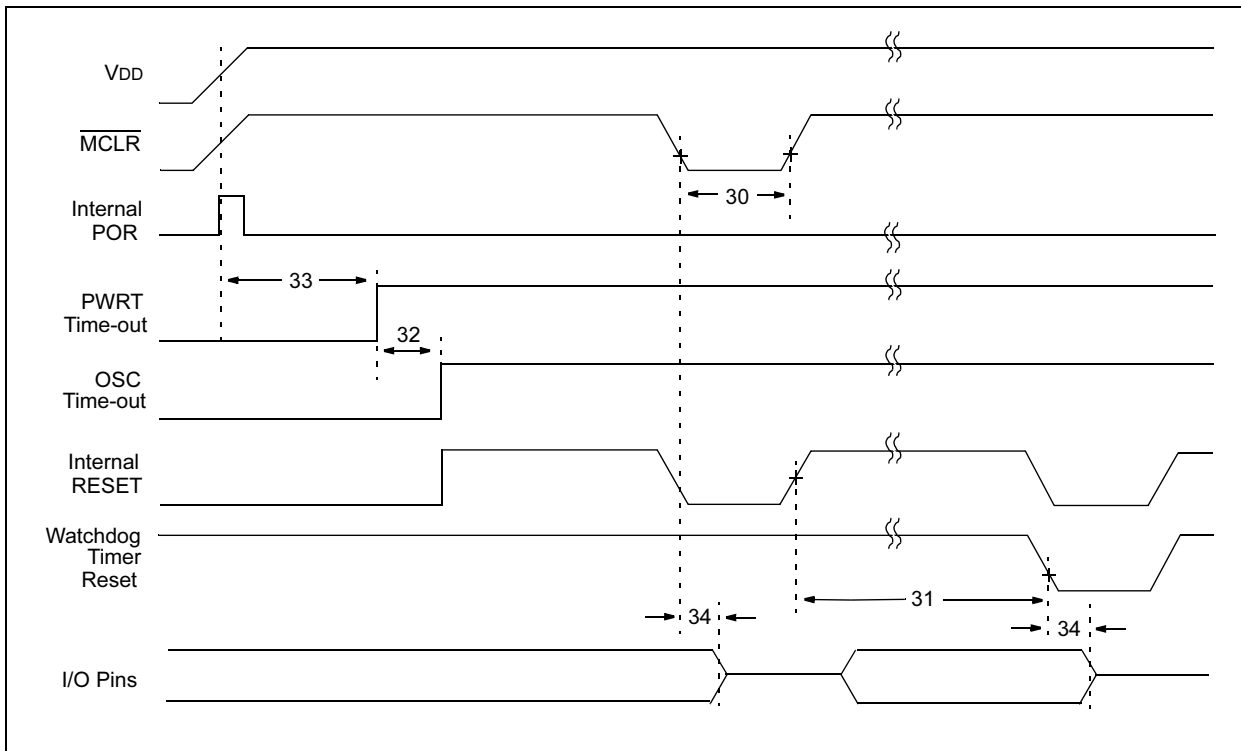 VDD
MCLR
30
Internal
POR
33
PWRT
Time-out
32
OSC
Time-out
Internal
RESET
Watchdog
Timer
Reset
31
34
34
I/O Pins